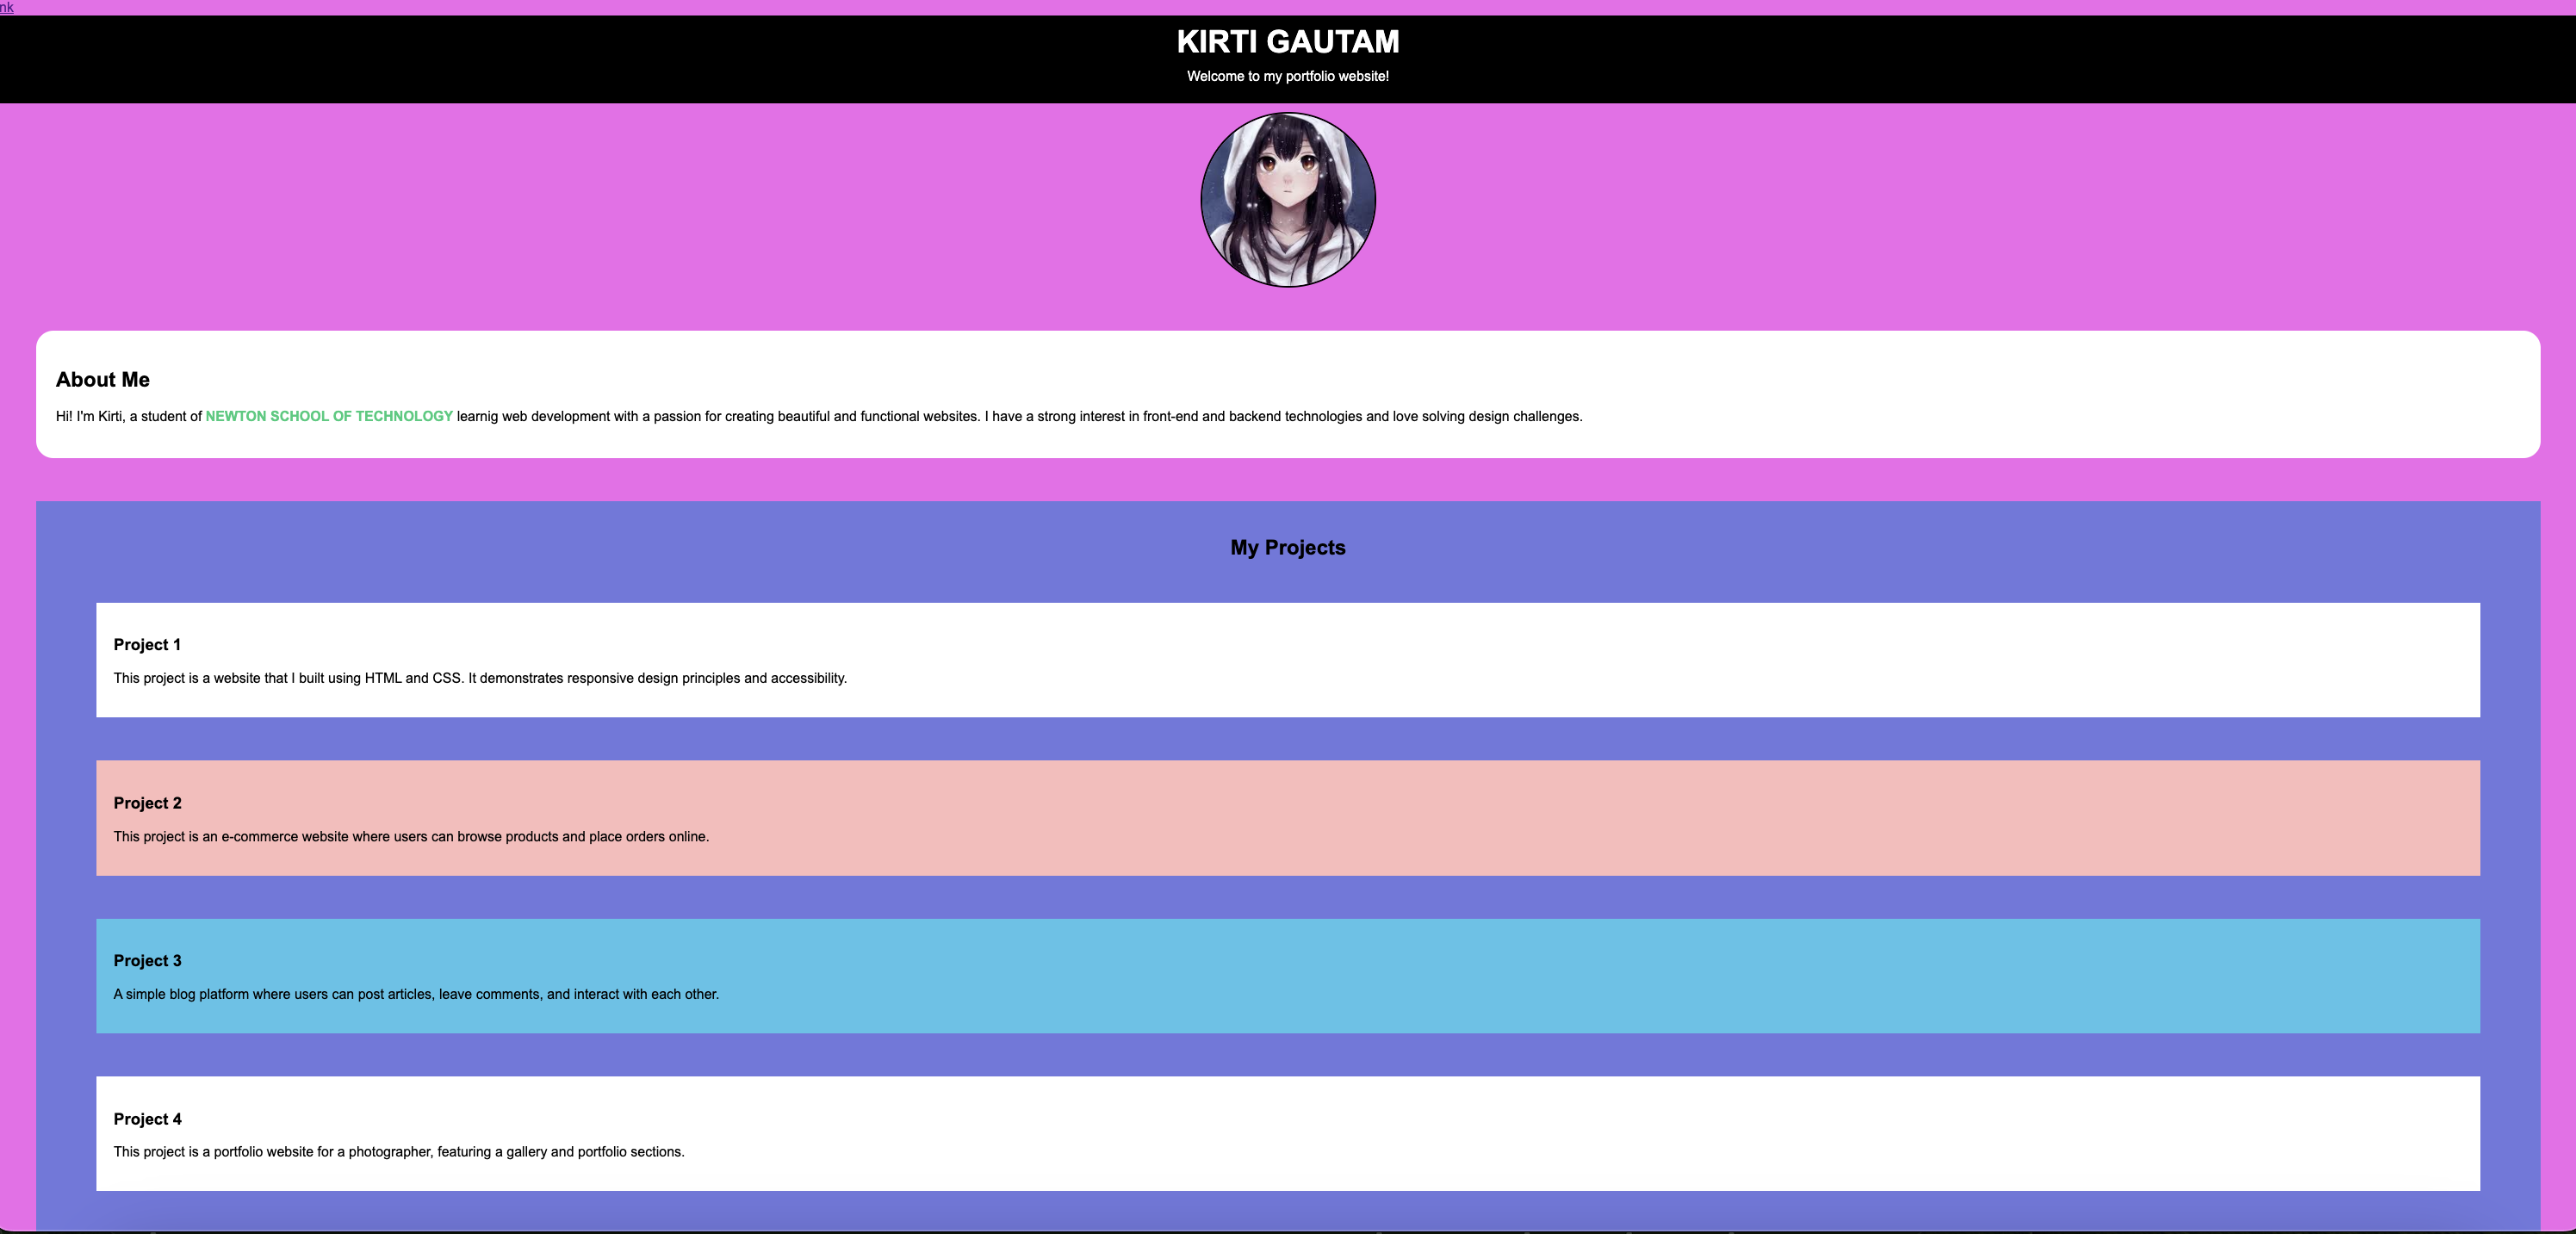 nk
KIRTI GAUTAM
Welcome to my portfolio website!
About Me
Hi! I'm Kirti, a student of NEWTON SCHOOL OF TECHNOLOGY learnig web development with a passion for creating beautiful and functional websites. I have a strong interest in front-end and backend technologies and love solving design challenges.
My Projects
Project 1
This project is a website that I built using HTML and CSS. It demonstrates responsive design principles and accessibility.
Project 2
This project is an e-commerce website where users can browse products and place orders online.
Project 3
A simple blog platform where users can post articles, leave comments, and interact with each other.
Project 4
This project is a portfolio website for a photographer, featuring a gallery and portfolio sections.